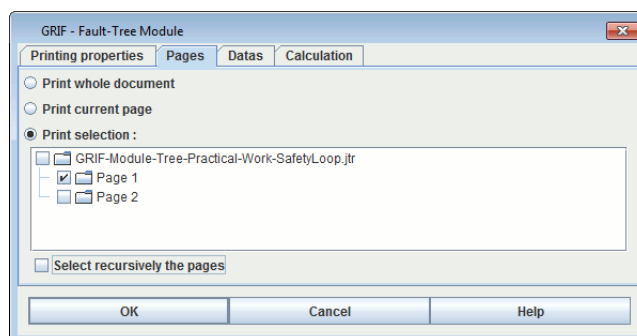 GRIF - Fault-Tree Module
Printing properties Pages Datas Calculation
Print whole document
Print current page
Print selection :
GRIF-Module-Tree-Practical-Work-SafetyLoop.jtr
Page 1
Page 2
Select recursively the pages
OK Cancel Help